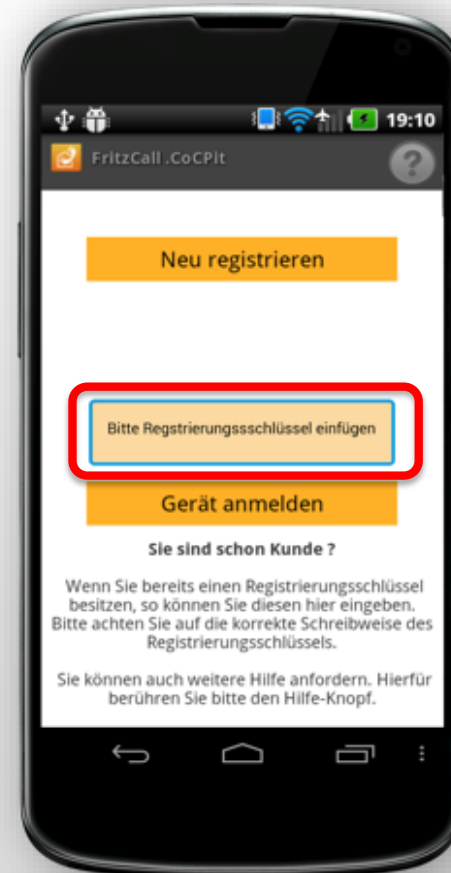 19:10
FritzCall.CoCPit
?
Neu registrieren
Bitte Regstrierungssschlüssel einfügen
Gerät anmelden
Sie sind schon Kunde ?
Wenn Sie bereits einen Registrierungsschlüssel
besitzen, so können Sie diesen hier eingeben.
Bitte achten Sie auf die korrekte Schreibweise des
Registrierungschlüssels.
Sie können auch weitere Hilfe anfordern. Hierfür
berühren Sie bitte den Hilfe-Knopf.